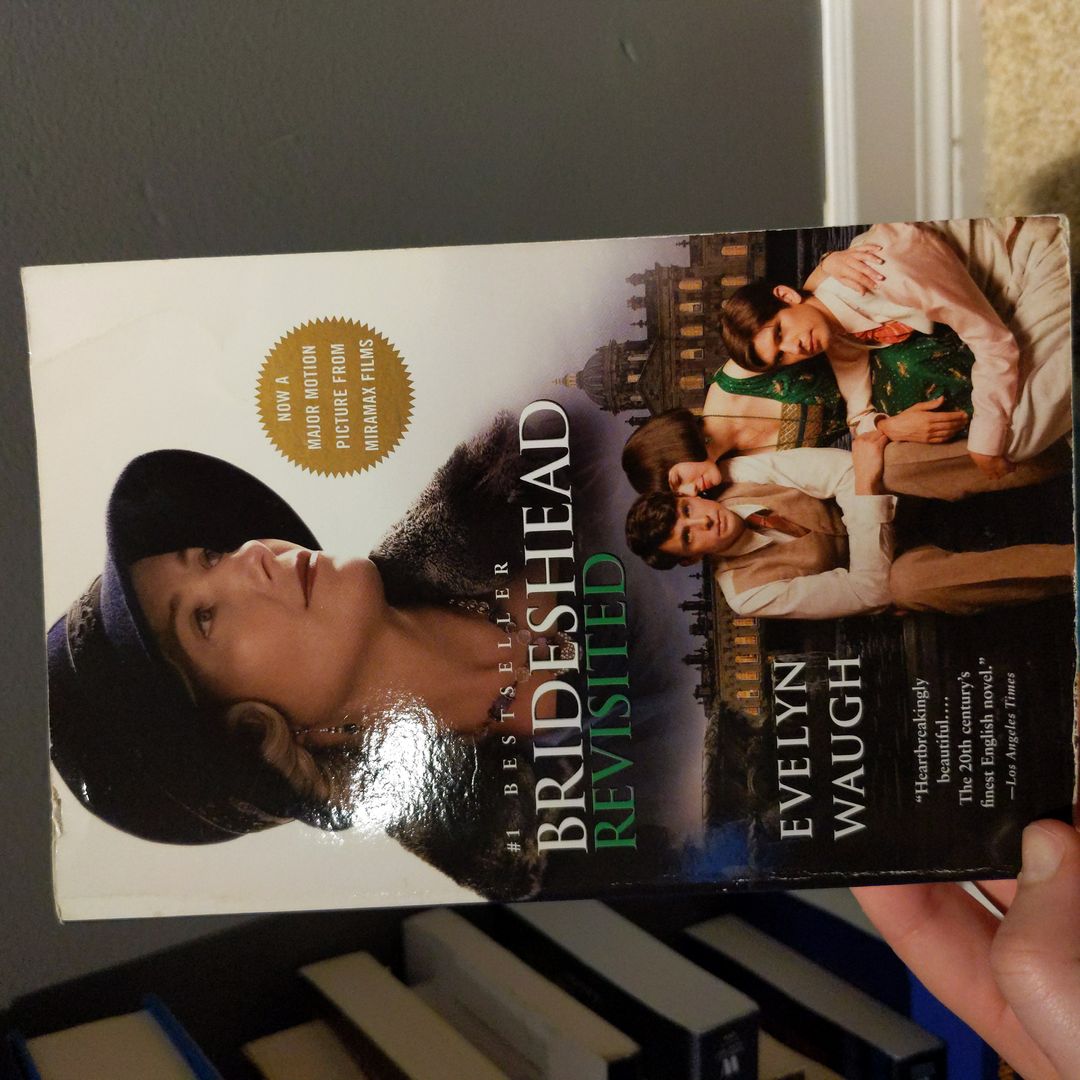 NOW A
MAJOR MOTION
PICTURE FROM
MIRAMAX FILMS
#1 BESTSELLER
BRIDESHEAD
REVISITED
EVELYN
WAUGH
“Heartbreakingly
beautiful....
The 20th century's
finest English novel.”
—Los Angeles Times